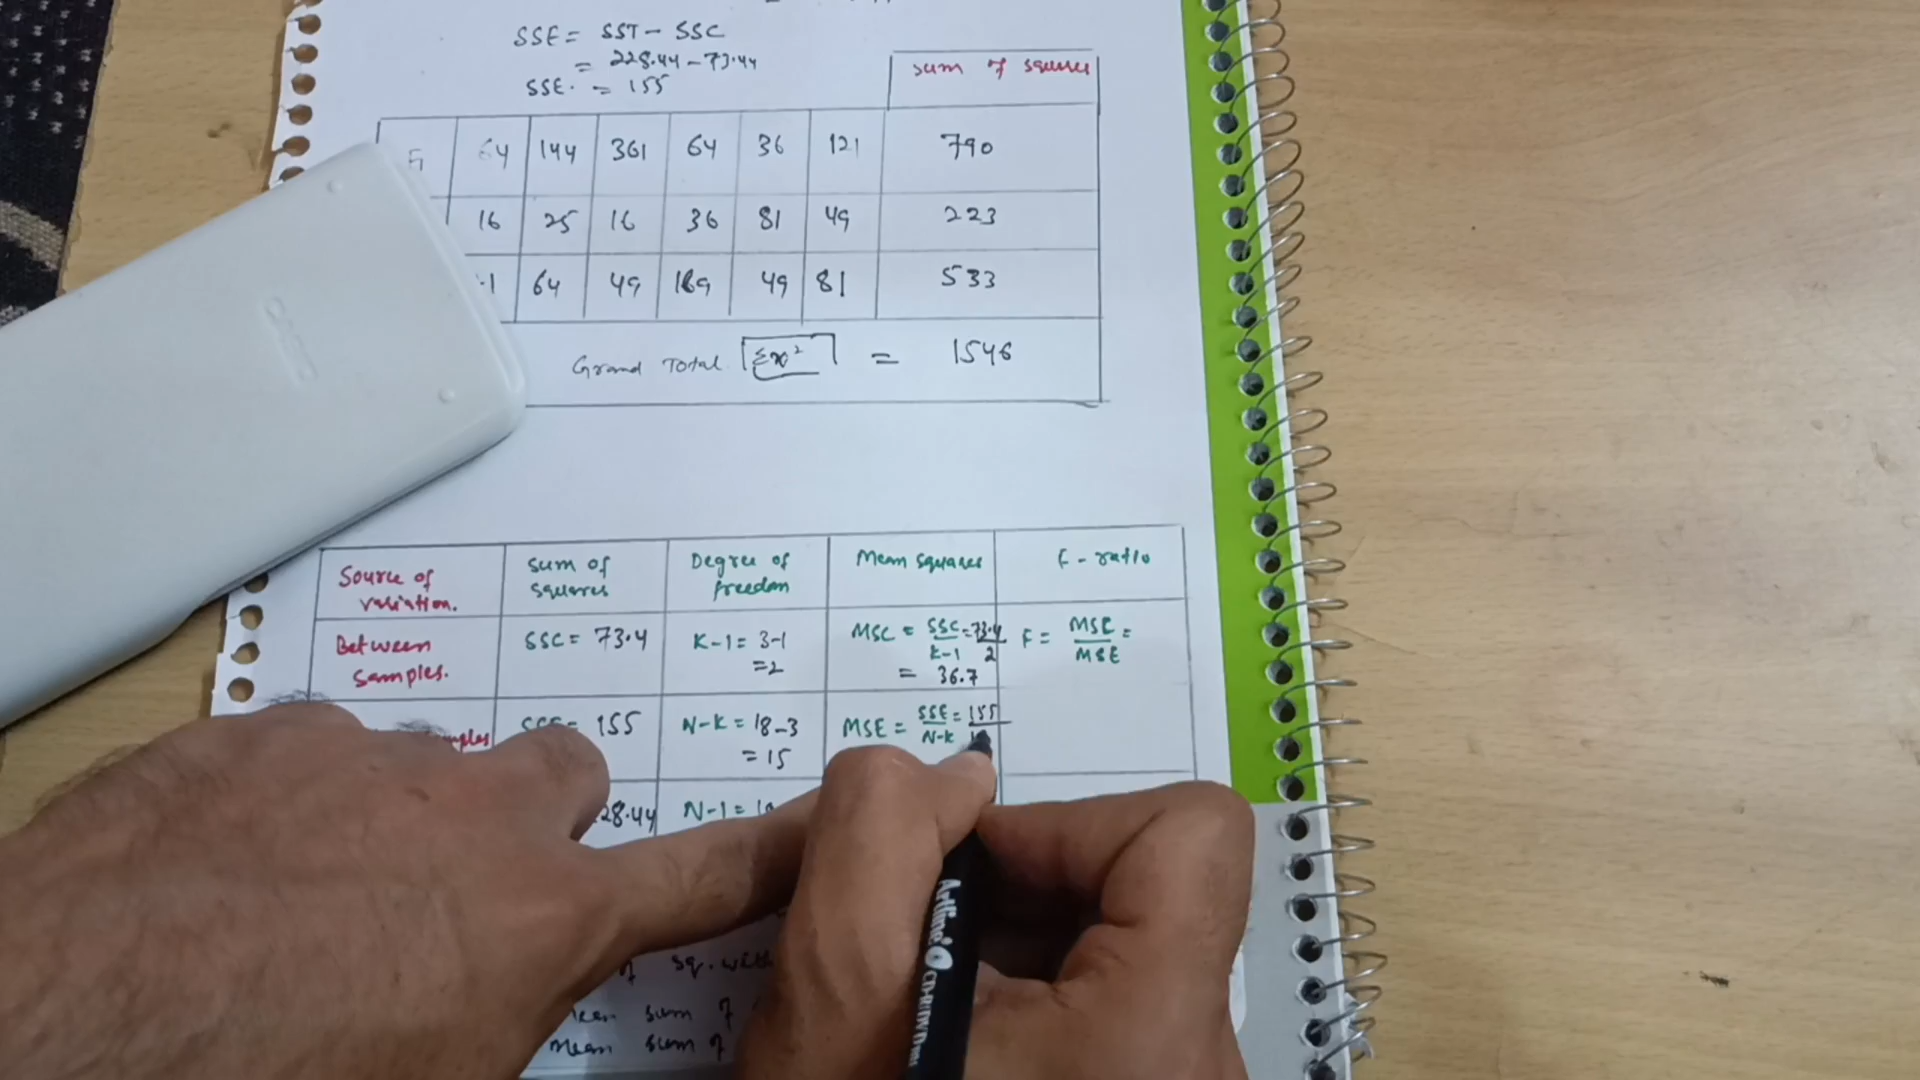 SSE = SST - SSC
= 228.44 - 73.44
SSE. = 155
Sum of squares
64 144 361 64 36 121 790
16 25 16 36 81 49 223
64 49 169 49 81 533
Grand Total Σx² = 1546
Source of variation.
Sum of squares
Degree of freedom
Mean squares
F - ratio
Between Samples.
SSC = 73.4
K-1 = 3-1
=2
MSC = SSC/K-1 = 73.4/2
= 36.7
F = MSC/MSE =
SSE = 155
N-K = 18-3
= 15
MSE = SSE/N-K = 155
28.44
N-1 =
of sq. with
sum of
Mean sum of
Artline